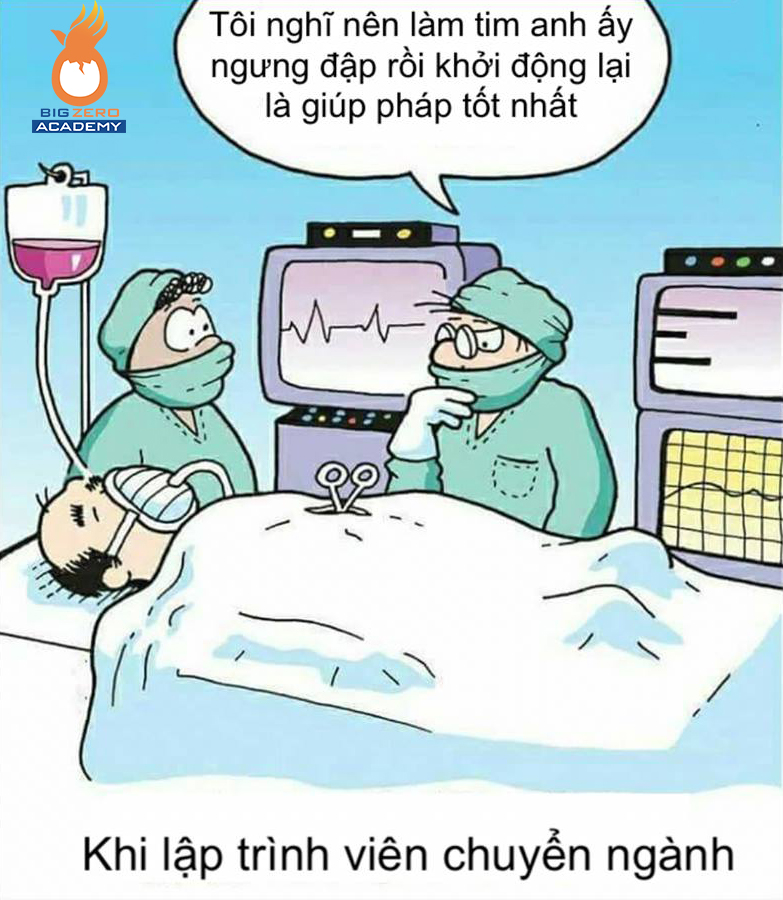 BIG ZERO
ACADEMY
Tôi nghĩ nên làm tim anh ấy
ngưng đập rồi khởi động lại
là giúp pháp tốt nhất
Khi lập trình viên chuyển ngành